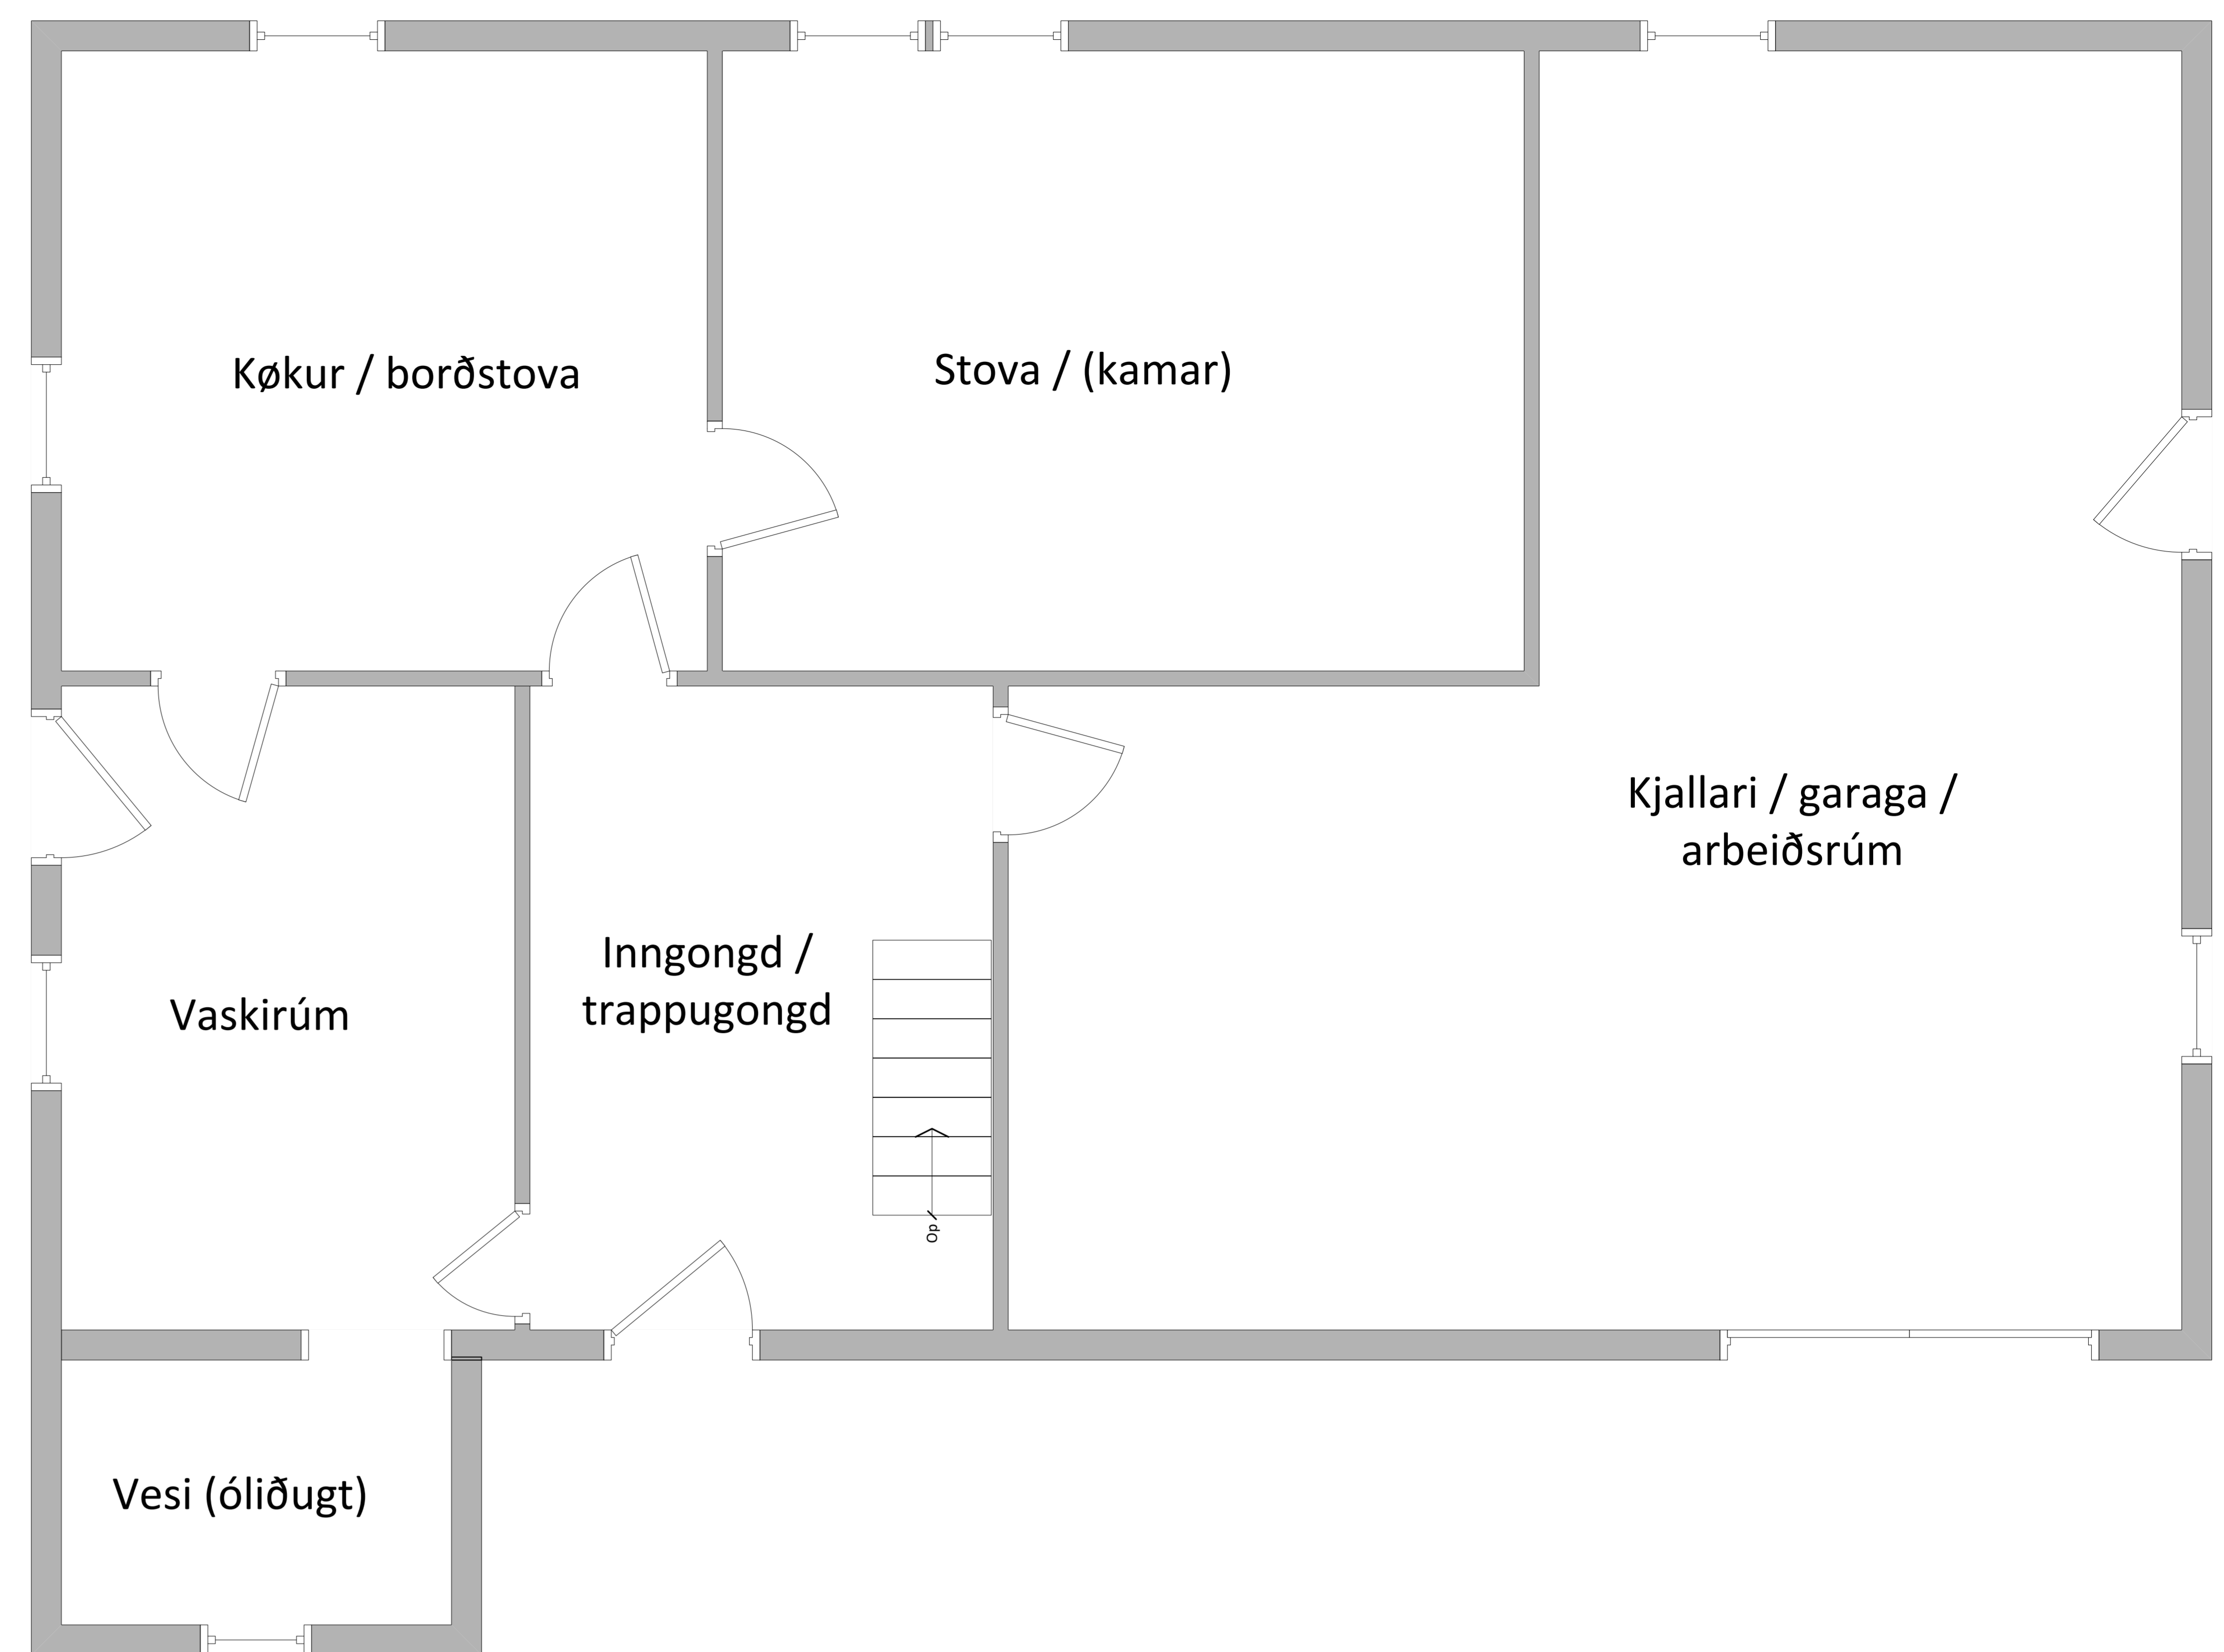 Køkur / borðstova
Stova / (kamar)
Kjallari / garaga /
arbeiðsrúm
Inngongd /
trappugongd
Vaskirúm
Op
Vesi (óliðugt)